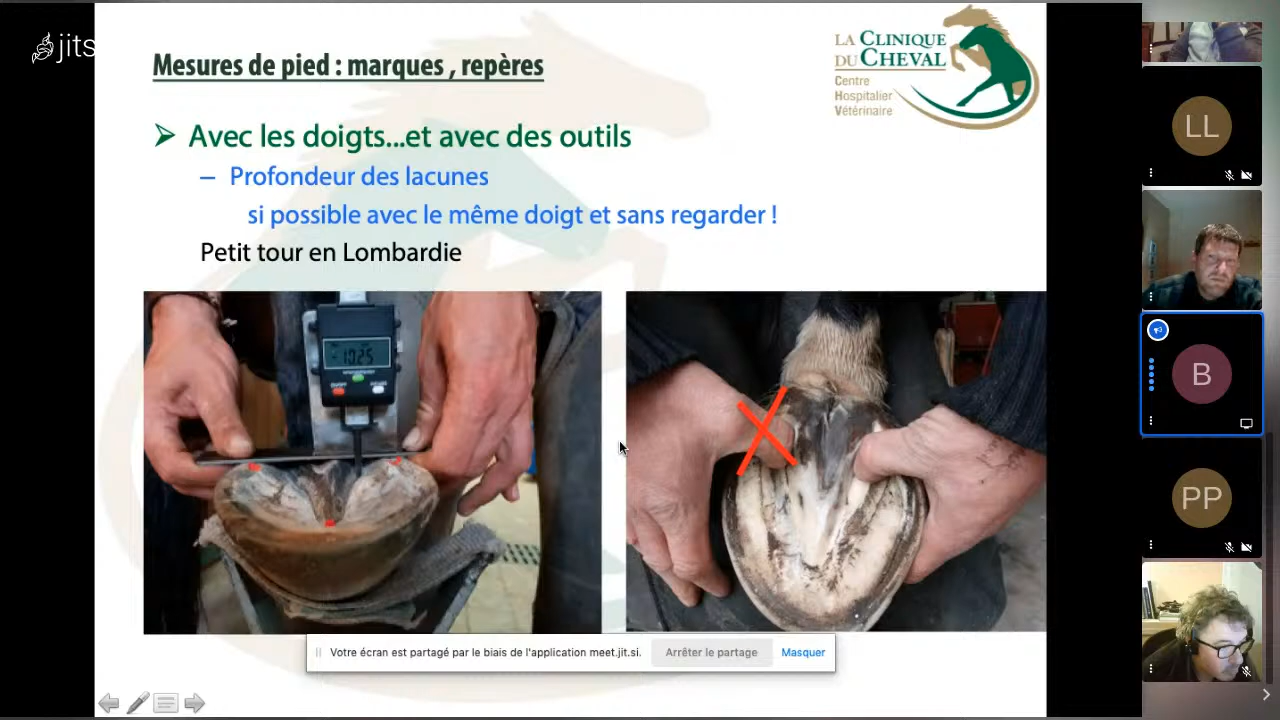 jits
Mesures de pied : marques , repères
LA CLINIQUE
DU CHEVAL
Centre
Hospitalier
Vétérinaire
➢ Avec les doigts...et avec des outils
– Profondeur des lacunes
si possible avec le même doigt et sans regarder !
Petit tour en Lombardie
-10.25
LL
B
PP
Votre écran est partagé par le biais de l'application meet.jit.si.
Arrêter le partage
Masquer